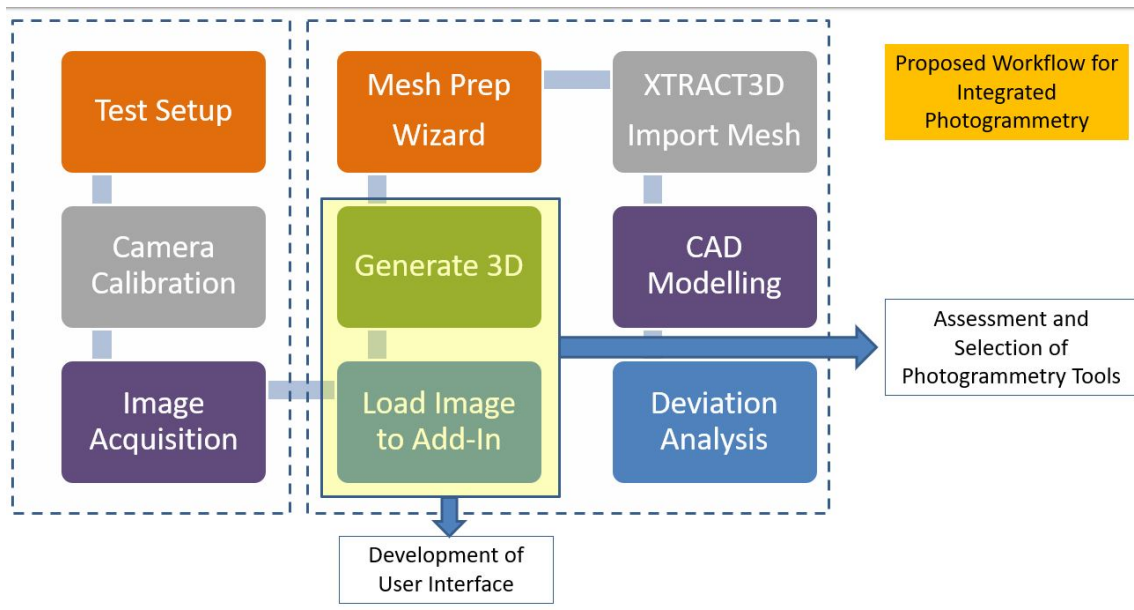 Test Setup
Camera
Calibration
Image
Acquisition
Mesh Prep
Wizard
Generate 3D
Load Image
to Add-In
XTRACT3D
Import Mesh
CAD
Modelling
Deviation
Analysis
Proposed Workflow for
Integrated
Photogrammetry
Assessment and
Selection of
Photogrammetry Tools
Development of
User Interface